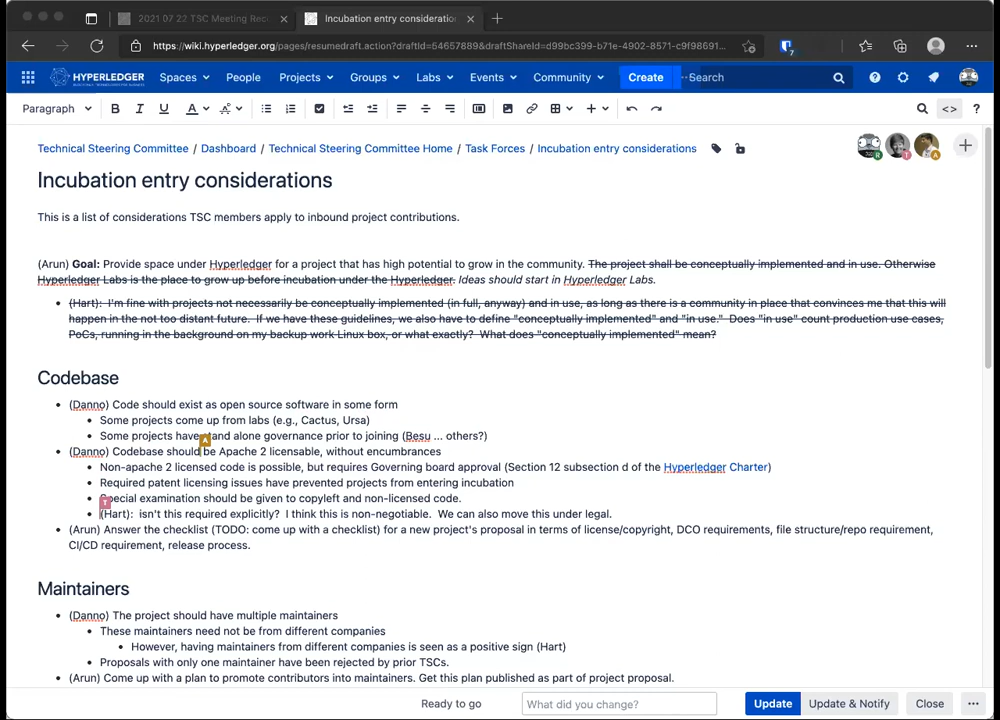 2021 07 22 TSC Meeting Rec
Incubation entry consideratio
https://wiki.hyperledger.org/pages/resumedraft.action?draftId=54657889&draftShareId=d99bc399-b71e-4902-8571-c9f98691...
7
HYPERLEDGER
Spaces People Projects Groups Labs Events Community Create Search
Paragraph B I U A
Technical Steering Committee / Dashboard / Technical Steering Committee Home / Task Forces / Incubation entry considerations
R T A
Incubation entry considerations
This is a list of considerations TSC members apply to inbound project contributions.
(Arun) Goal: Provide space under Hyperledger for a project that has high potential to grow in the community. The project shall be conceptually implemented and in use. Otherwise
Hyperledger Labs is the place to grow up before incubation under the Hyperledger. Ideas should start in Hyperledger Labs.
• (Hart): I'm fine with projects not necessarily be conceptually implemented (in full, anyway) and in use, as long as there is a community in place that convinces me that this will
happen in the not too distant future. If we have these guidelines, we also have to define "conceptually implemented" and "in use." Does "in use" count production use cases,
PoCs, running in the background on my backup work Linux box, or what exactly? What does "conceptually implemented" mean?
Codebase
• (Danno) Code should exist as open source software in some form
• Some projects come up from labs (e.g., Cactus, Ursa)
• Some projects have and alone governance prior to joining (Besu ... others?)
A
• (Danno) Codebase should be Apache 2 licensable, without encumbrances
• Non-apache 2 licensed code is possible, but requires Governing board approval (Section 12 subsection d of the Hyperledger Charter)
• Required patent licensing issues have prevented projects from entering incubation
• Special examination should be given to copyleft and non-licensed code.
T
• (Hart): isn't this required explicitly? I think this is non-negotiable. We can also move this under legal.
• (Arun) Answer the checklist (TODO: come up with a checklist) for a new project's proposal in terms of license/copyright, DCO requirements, file structure/repo requirement,
CI/CD requirement, release process.
Maintainers
• (Danno) The project should have multiple maintainers
• These maintainers need not be from different companies
• However, having maintainers from different companies is seen as a positive sign (Hart)
• Proposals with only one maintainer have been rejected by prior TSCs.
• (Arun) Come up with a plan to promote contributors into maintainers. Get this plan published as part of project proposal.
Ready to go What did you change? Update Update & Notify Close